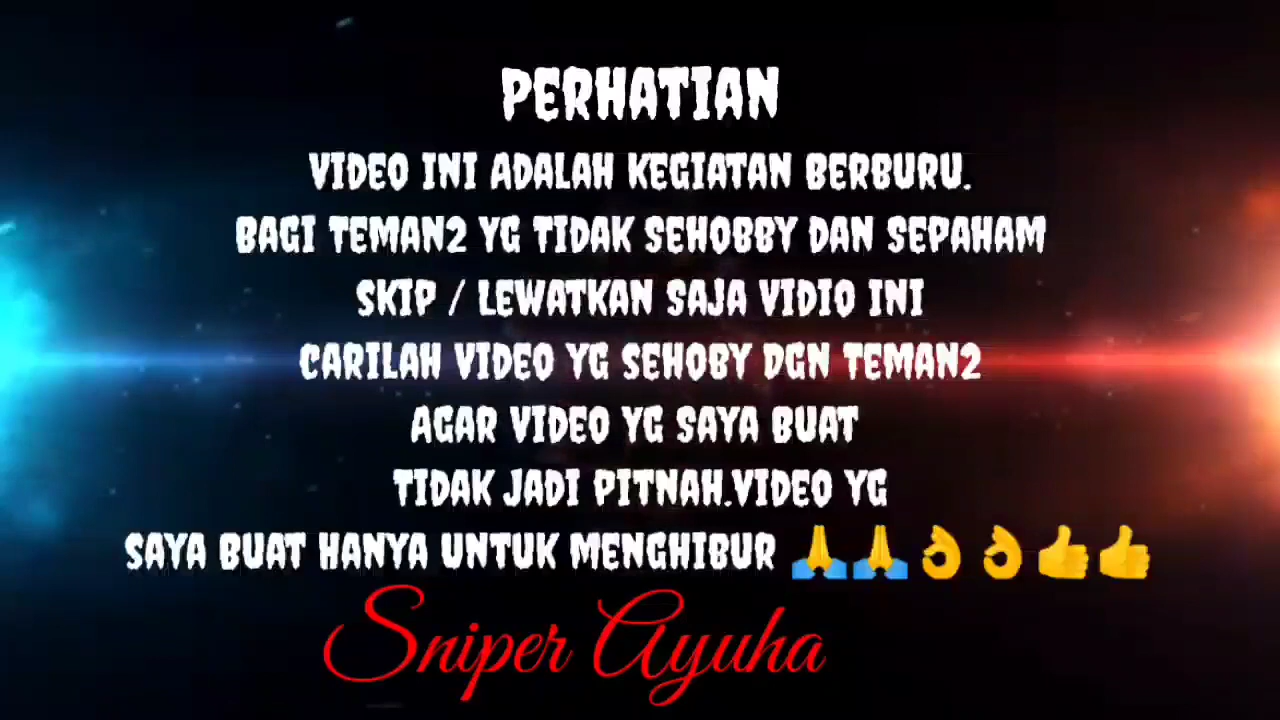 PERHATIAN
VIDEO INI ADALAH KEGIATAN BERBURU.
BAGI TEMAN2 YG TIDAK SEHOBBY DAN SEPAHAM
SKIP / LEWATKAN SAJA VIDIO INI
CARILAH VIDEO YG SEHOBY DGN TEMAN2
AGAR VIDEO YG SAYA BUAT
TIDAK JADI PITNAH.VIDEO YG
SAYA BUAT HANYA UNTUK MENGHIBUR 🙏🙏👌👌👍👍
Sniper Ayuha